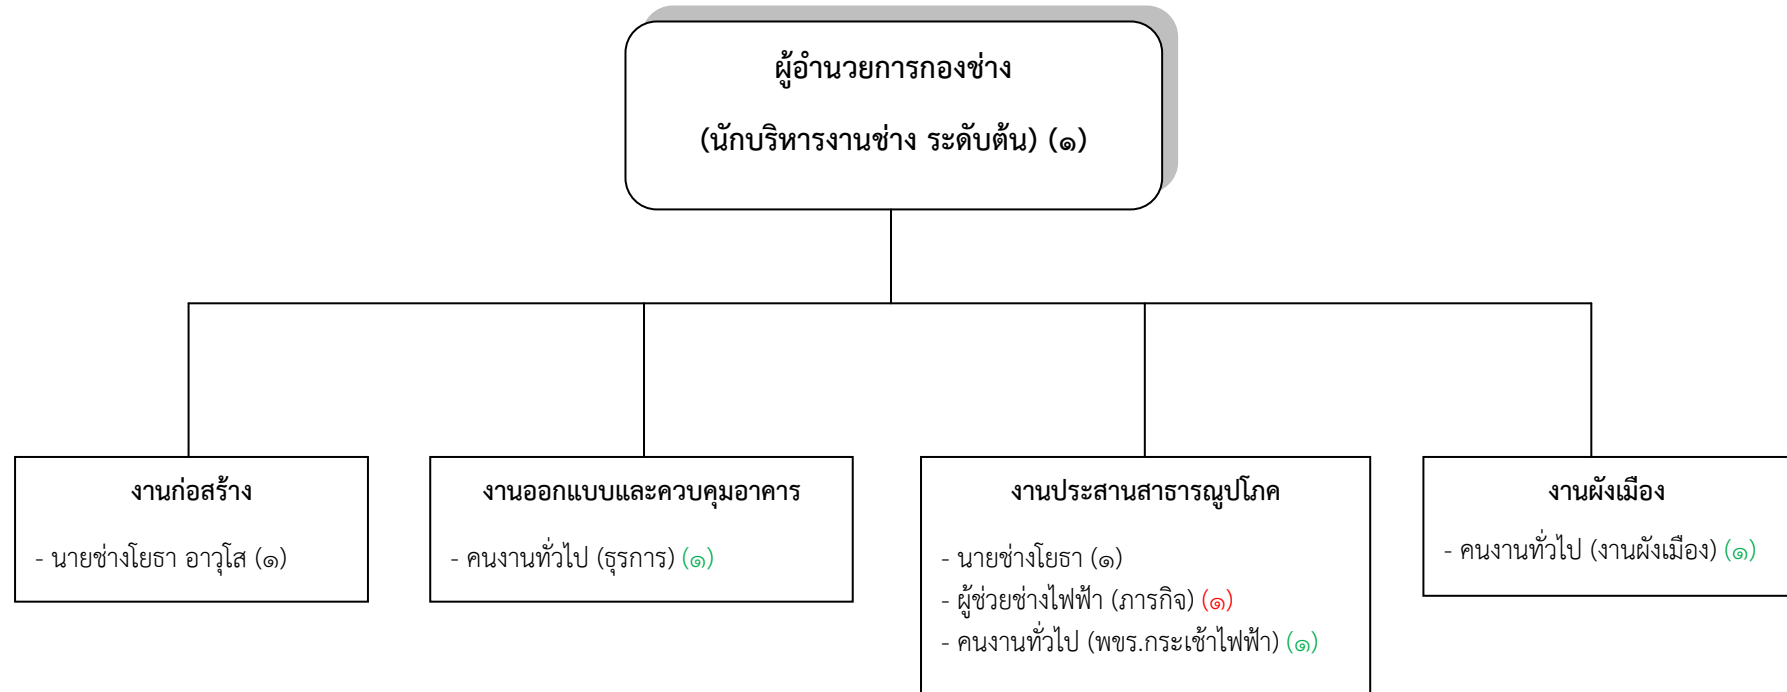 ผู้อำนวยการกองช่าง
(นักบริหารงานช่าง ระดับต้น) (๑)
งานก่อสร้าง
- นายช่างโยธา อาวุโส (๑)
งานออกแบบและควบคุมอาคาร
- คนงานทั่วไป (ธุรการ) (๑)
งานประสานสาธารณูปโภค
- นายช่างโยธา (๑)
- ผู้ช่วยช่างไฟฟ้า (ภารกิจ) (๑)
- คนงานทั่วไป (พขร.กระเช้าไฟฟ้า) (๑)
งานผังเมือง
- คนงานทั่วไป (งานผังเมือง) (๑)